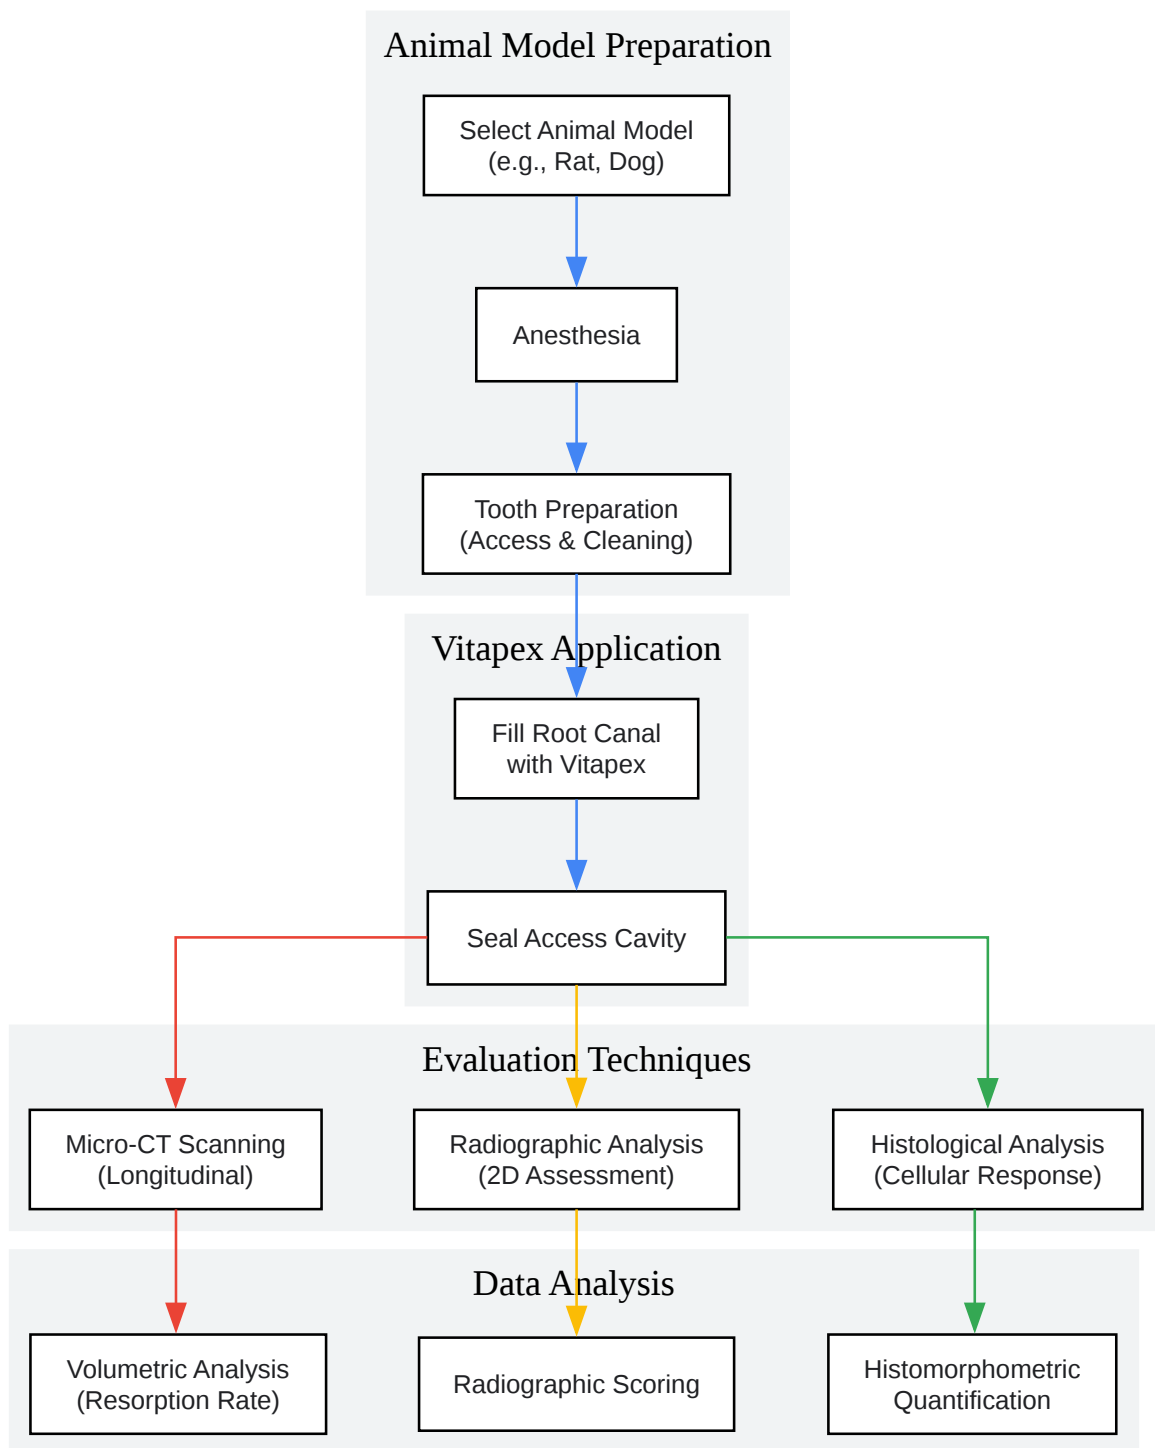 Animal Model Preparation
Select Animal Model
(e.g., Rat, Dog)
Anesthesia
Tooth Preparation
(Access & Cleaning)
Vitapex Application
Fill Root Canal
with Vitapex
Seal Access Cavity
Evaluation Techniques
Micro-CT Scanning
(Longitudinal)
Radiographic Analysis
(2D Assessment)
Histological Analysis
(Cellular Response)
Data Analysis
Volumetric Analysis
(Resorption Rate)
Radiographic Scoring
Histomorphometric
Quantification